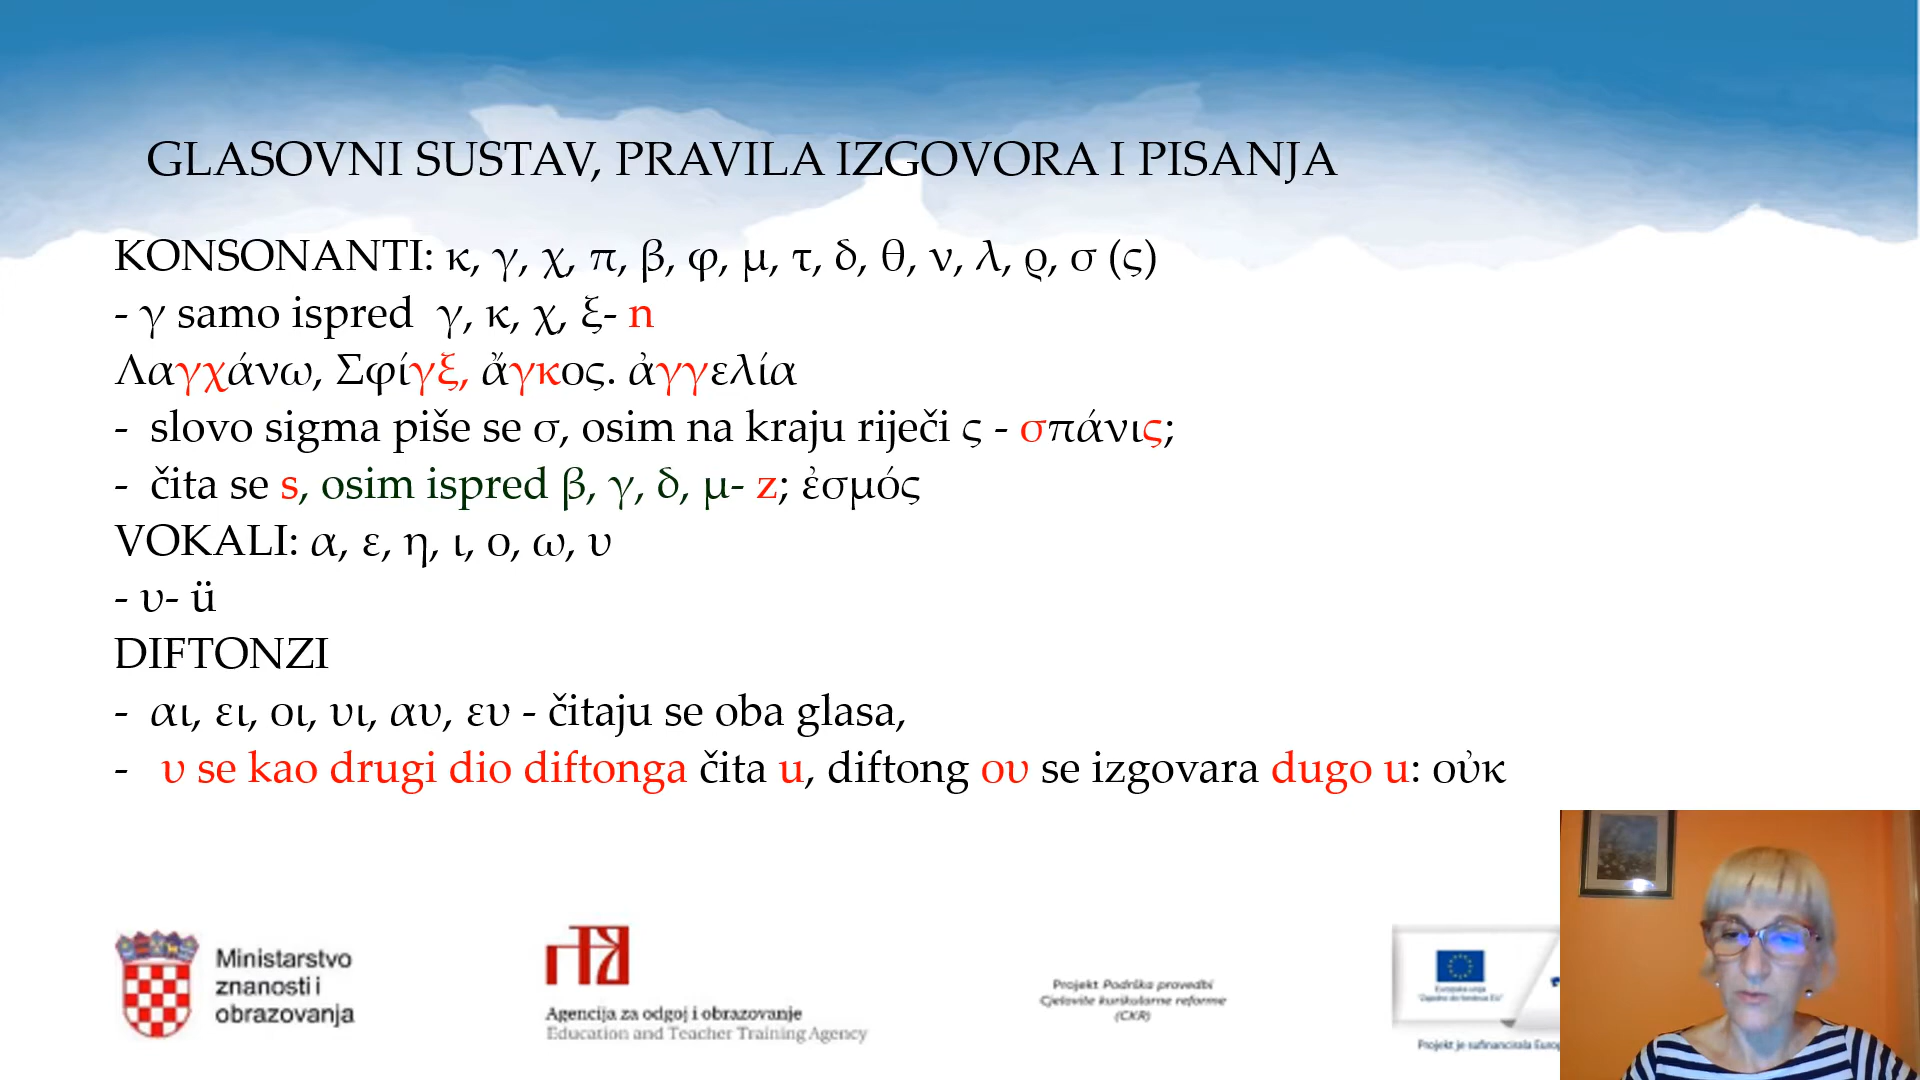 GLASOVNI SUSTAV, PRAVILA IZGOVORA I PISANJA
KONSONANTI: κ, γ, χ, π, β, φ, μ, τ, δ, θ, ν, λ, ρ, σ (ς)
- γ samo ispred γ, κ, χ, ξ- n
Λαγχάνω, Σφίγξ, ἄγκος. ἀγγελία
- slovo sigma piše se σ, osim na kraju riječi ς - σπάνις;
- čita se s, osim ispred β, γ, δ, μ- z; ἐσμός
VOKALI: α, ε, η, ι, ο, ω, υ
- υ- ü
DIFTONZI
- αι, ει, οι, υι, αυ, ευ - čitaju se oba glasa,
- υ se kao drugi dio diftonga čita u, diftong ου se izgovara dugo u: οὐκ
Ministarstvo
znanosti i
obrazovanja
Agencija za odgoj i obrazovanje
Education and Teacher Training Agency
Projekt Podrška provedbi
Cjelovite kurikularne reforme
(CKR)
Projekt je sufinancirala Euro